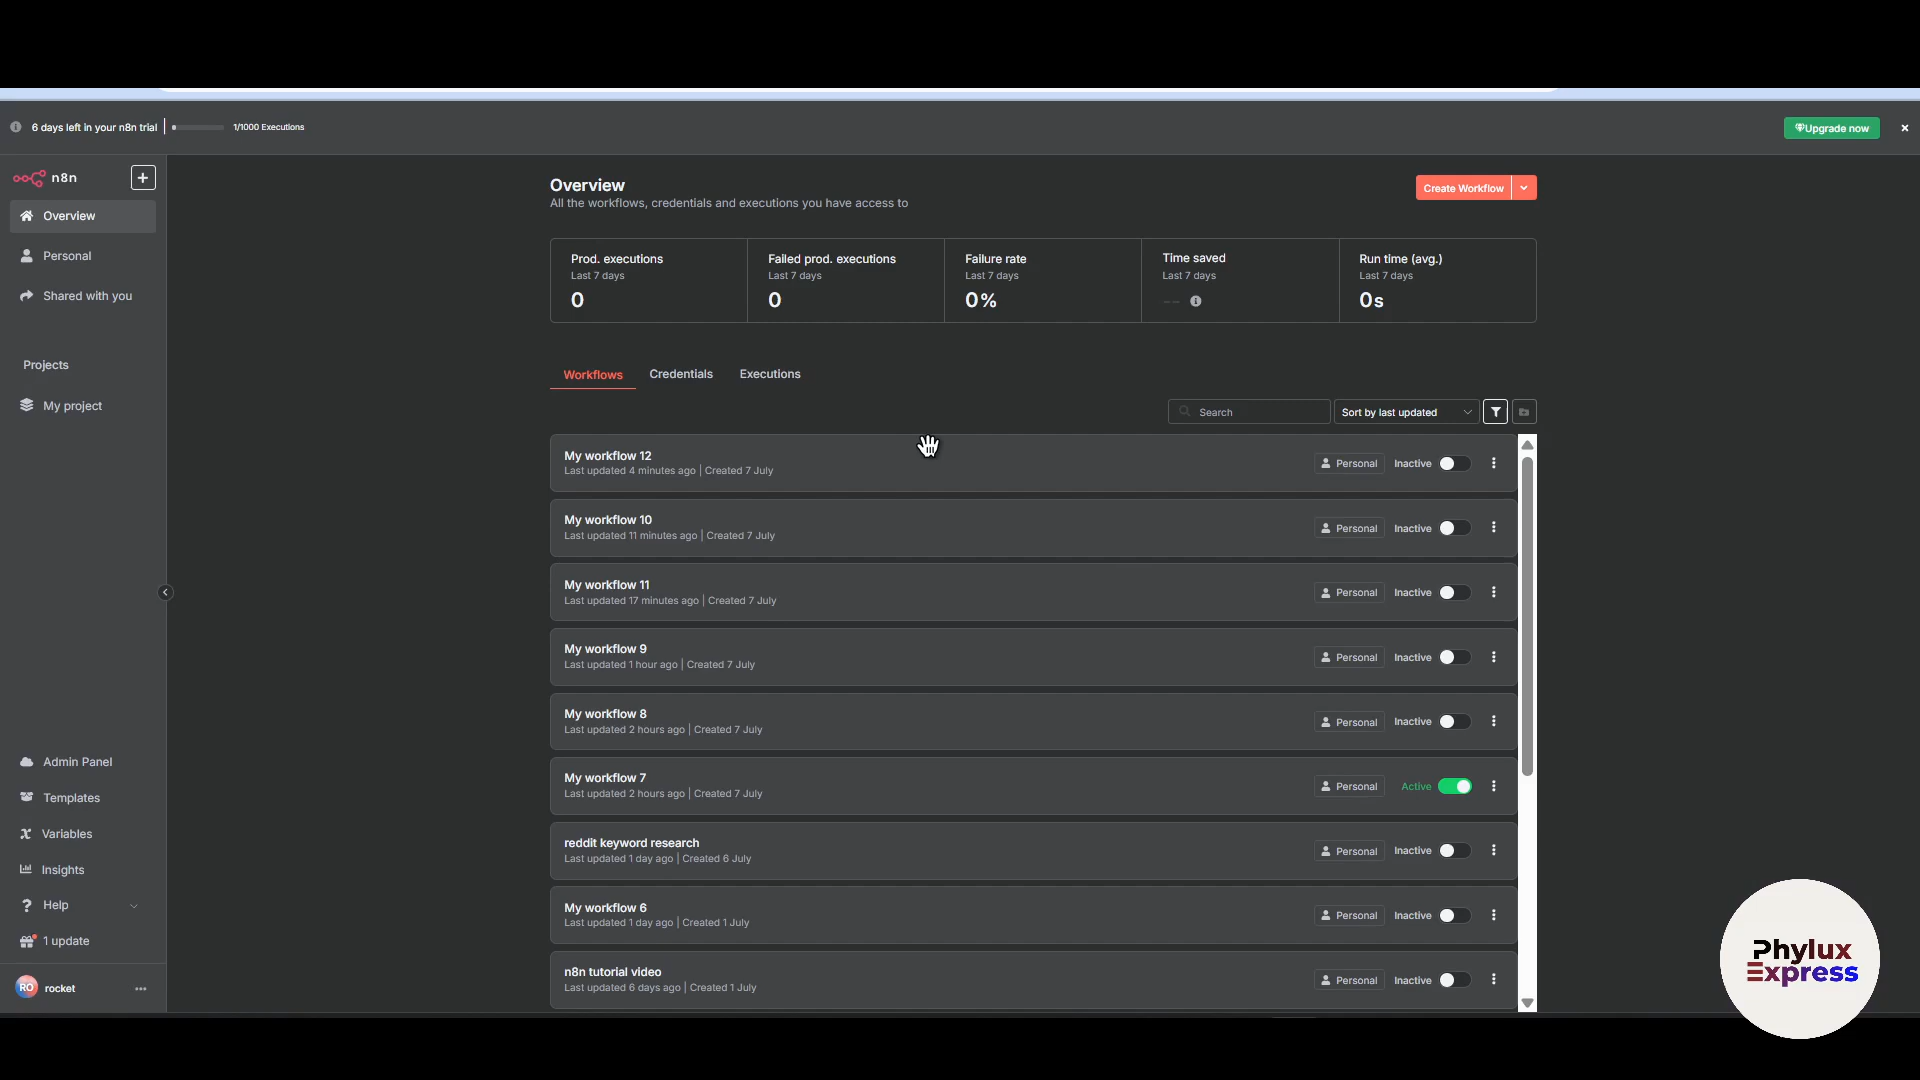 6 days left in your n8n trial
1/1000 Executions
Upgrade now
n8n
Overview
Personal
Shared with you
Projects
My project
Admin Panel
Templates
Variables
Insights
Help
1 update
RO rocket
Overview
All the workflows, credentials and executions you have access to
Create Workflow
Prod. executions
Last 7 days
0
Failed prod. executions
Last 7 days
0
Failure rate
Last 7 days
0%
Time saved
Last 7 days
--
Run time (avg.)
Last 7 days
0s
Workflows Credentials Executions
Search
Sort by last updated
My workflow 12
Last updated 4 minutes ago | Created 7 July
Personal Inactive
My workflow 10
Last updated 11 minutes ago | Created 7 July
Personal Inactive
My workflow 11
Last updated 17 minutes ago | Created 7 July
Personal Inactive
My workflow 9
Last updated 1 hour ago | Created 7 July
Personal Inactive
My workflow 8
Last updated 2 hours ago | Created 7 July
Personal Inactive
My workflow 7
Last updated 2 hours ago | Created 7 July
Personal Active
reddit keyword research
Last updated 1 day ago | Created 6 July
Personal Inactive
My workflow 6
Last updated 1 day ago | Created 1 July
Personal Inactive
n8n tutorial video
Last updated 6 days ago | Created 1 July
Personal Inactive
Phylux
Express